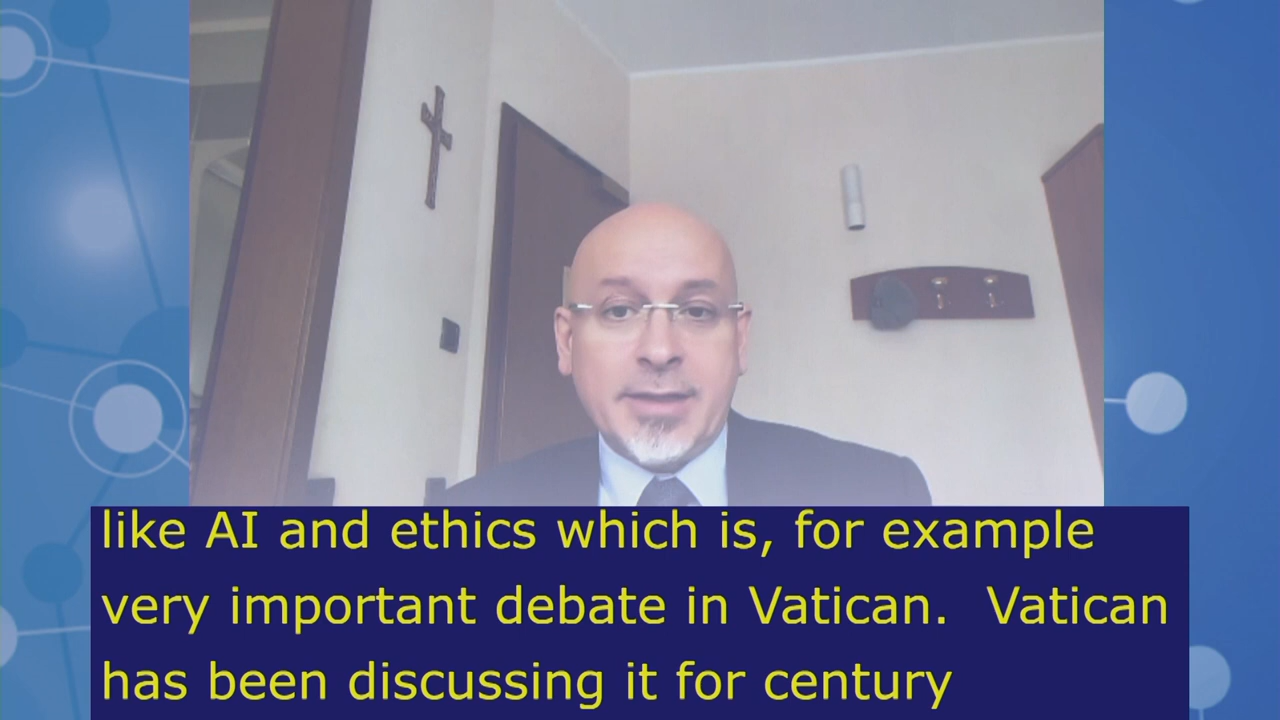 like AI and ethics which is, for example
very important debate in Vatican.  Vatican
has been discussing it for century